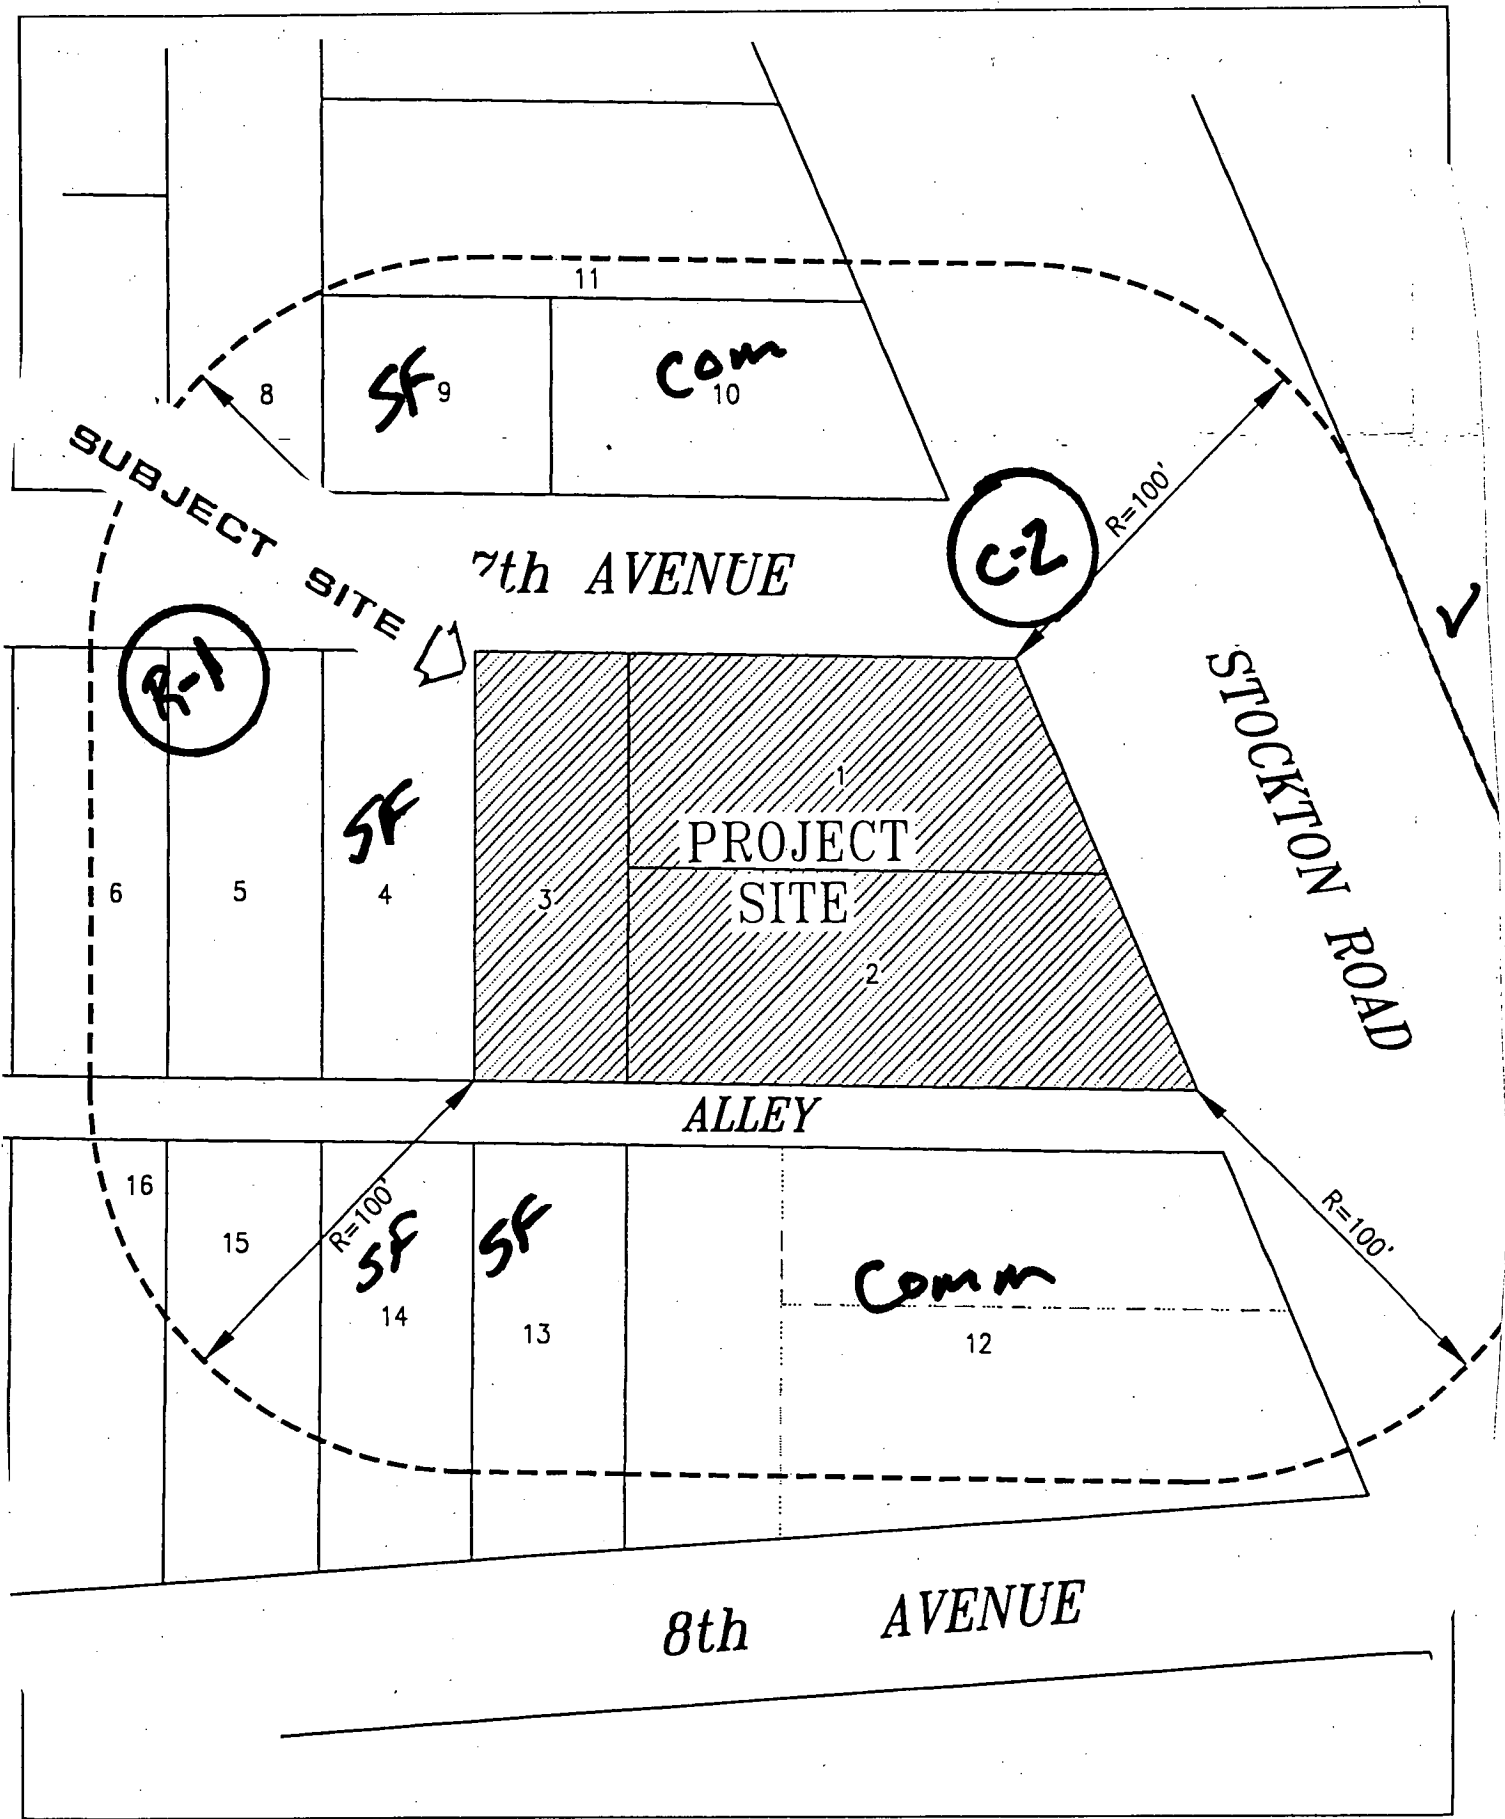 11
8
SF 9
com
10
SUBJECT SITE
R=100'
C-2
7th AVENUE
R-1
STOCKTON ROAD
1
SF
PROJECT
SITE
6
5
4
3
2
ALLEY
16
15
R=100'
SF
14
SF
13
Comm
12
R=100'
8th AVENUE